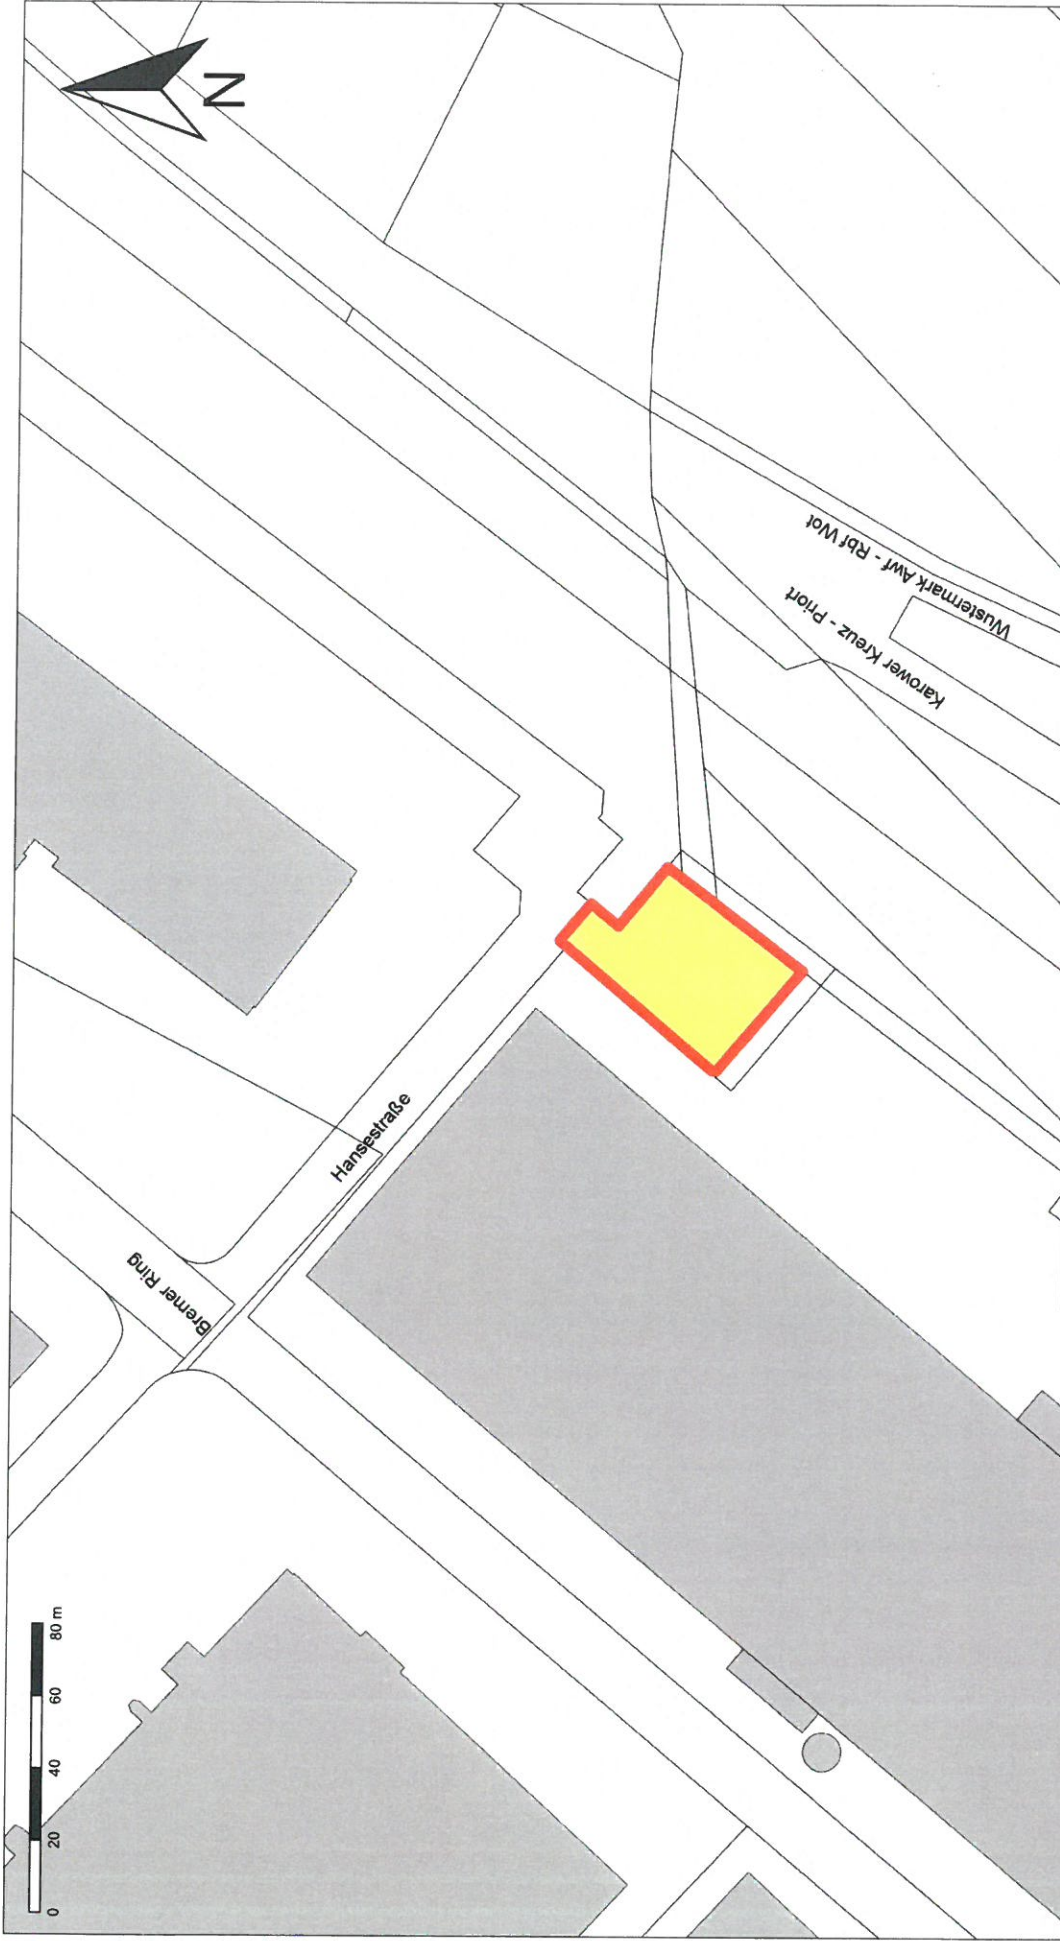 N
Wustermark Awf - Rbf Wot
Karower Kreuz - Priort
Hansestraße
Bremer Ring
0 20 40 60 80 m